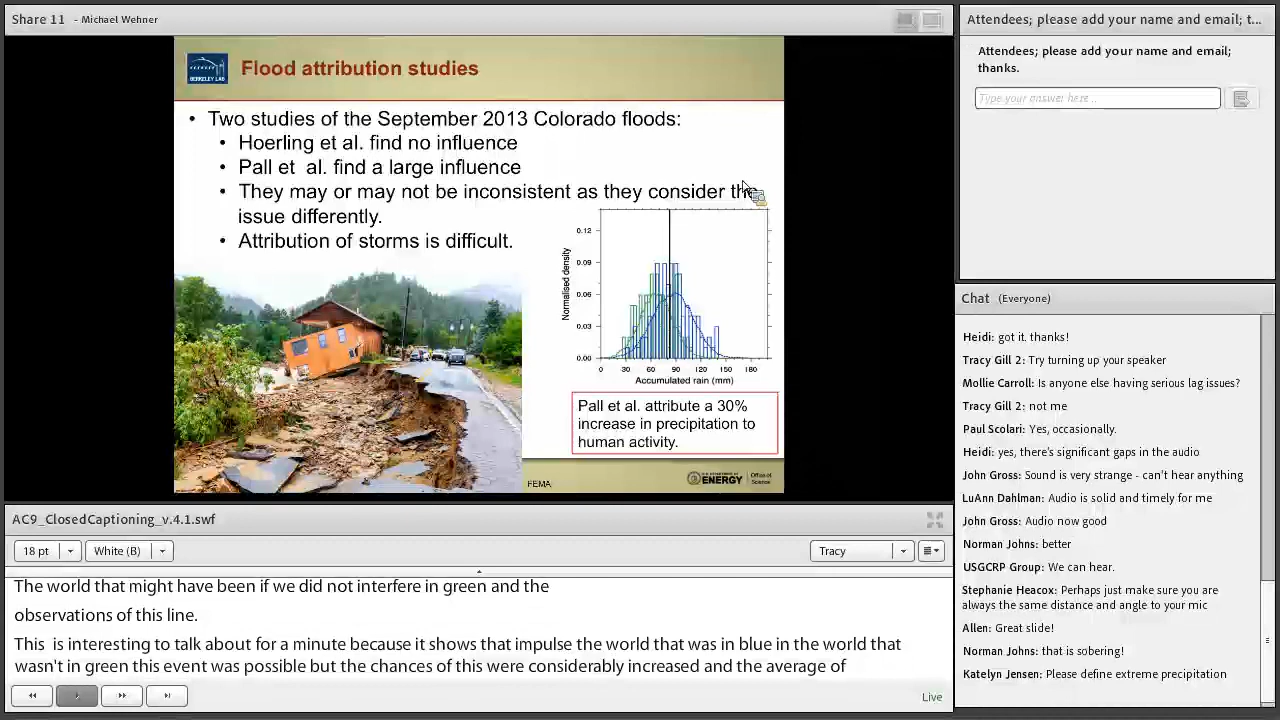 Share 11 - Michael Wehner
BERKELEY LAB
Flood attribution studies
• Two studies of the September 2013 Colorado floods:
• Hoerling et al. find no influence
• Pall et al. find a large influence
• They may or may not be inconsistent as they consider the
issue differently.
• Attribution of storms is difficult.
Normalised density
0.12
0.09
0.06
0.03
0.00
0 30 60 90 120 150 180
Accumulated rain (mm)
Pall et al. attribute a 30%
increase in precipitation to
human activity.
FEMA
U.S. DEPARTMENT OF
ENERGY
Office of
Science
AC9_ClosedCaptioning_v.4.1.swf
18 pt
White (B)
Tracy
The world that might have been if we did not interfere in green and the
observations of this line.
This is interesting to talk about for a minute because it shows that impulse the world that was in blue in the world that
wasn't in green this event was possible but the chances of this were considerably increased and the average of
Live
Attendees; please add your name and email; t...
Attendees; please add your name and email;
thanks.
Type your answer here...
Chat (Everyone)
Heidi: got it. thanks!
Tracy Gill 2: Try turning up your speaker
Mollie Carroll: Is anyone else having serious lag issues?
Tracy Gill 2: not me
Paul Scolari: Yes, occasionally.
Heidi: yes, there's significant gaps in the audio
John Gross: Sound is very strange - can't hear anything
LuAnn Dahlman: Audio is solid and timely for me
John Gross: Audio now good
Norman Johns: better
USGCRP Group: We can hear.
Stephanie Heacox: Perhaps just make sure you are
always the same distance and angle to your mic
Allen: Great slide!
Norman Johns: that is sobering!
Katelyn Jensen: Please define extreme precipitation